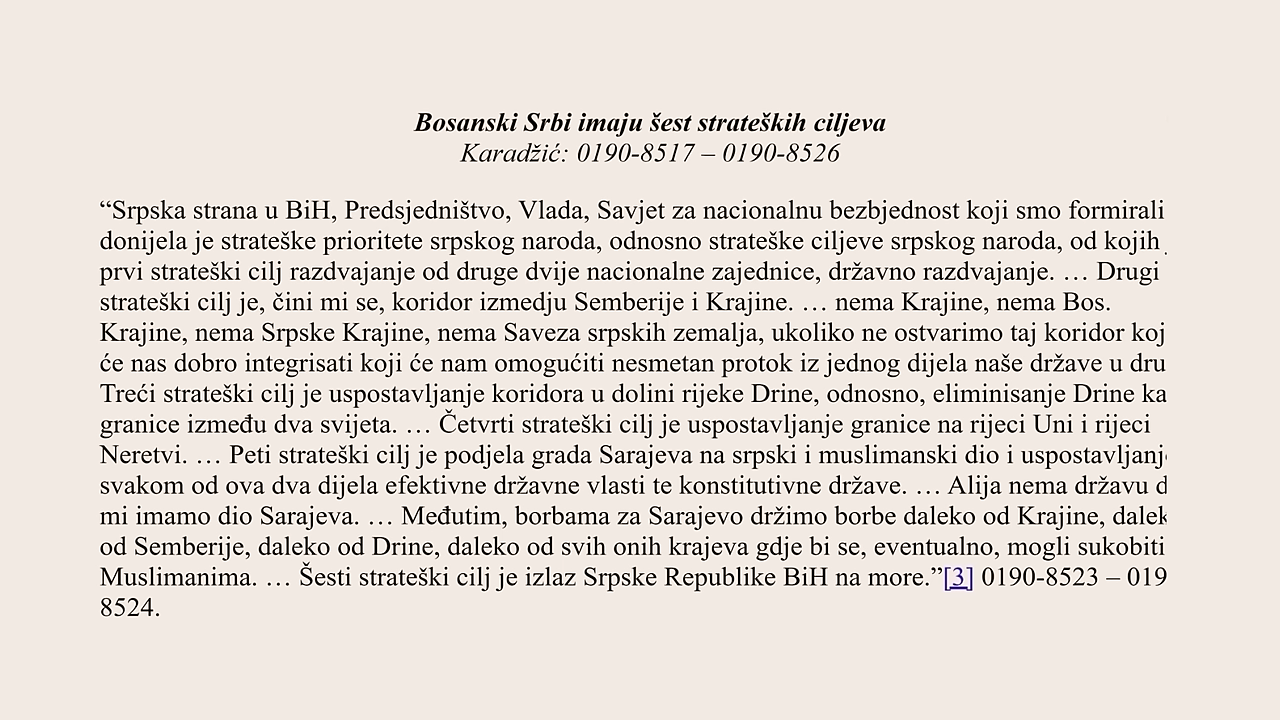 Bosanski Srbi imaju šest strateških ciljeva
Karadžić: 0190-8517 – 0190-8526
“Srpska strana u BiH, Predsjedništvo, Vlada, Savjet za nacionalnu bezbjednost koji smo formirali
donijela je strateške prioritete srpskog naroda, odnosno strateške ciljeve srpskog naroda, od kojih
prvi strateški cilj razdvajanje od druge dvije nacionalne zajednice, državno razdvajanje. … Drugi
strateški cilj je, čini mi se, koridor izmedju Semberije i Krajine. … nema Krajine, nema Bos.
Krajine, nema Srpske Krajine, nema Saveza srpskih zemalja, ukoliko ne ostvarimo taj koridor koj
će nas dobro integrisati koji će nam omogućiti nesmetan protok iz jednog dijela naše države u dru
Treći strateški cilj je uspostavljanje koridora u dolini rijeke Drine, odnosno, eliminisanje Drine ka
granice između dva svijeta. … Četvrti strateški cilj je uspostavljanje granice na rijeci Uni i rijeci
Neretvi. … Peti strateški cilj je podjela grada Sarajeva na srpski i muslimanski dio i uspostavljanj
svakom od ova dva dijela efektivne državne vlasti te konstitutivne države. … Alija nema državu d
mi imamo dio Sarajeva. … Međutim, borbama za Sarajevo držimo borbe daleko od Krajine, dalek
od Semberije, daleko od Drine, daleko od svih onih krajeva gdje bi se, eventualno, mogli sukobiti
Muslimanima. … Šesti strateški cilj je izlaz Srpske Republike BiH na more.”[3] 0190-8523 – 019
8524.